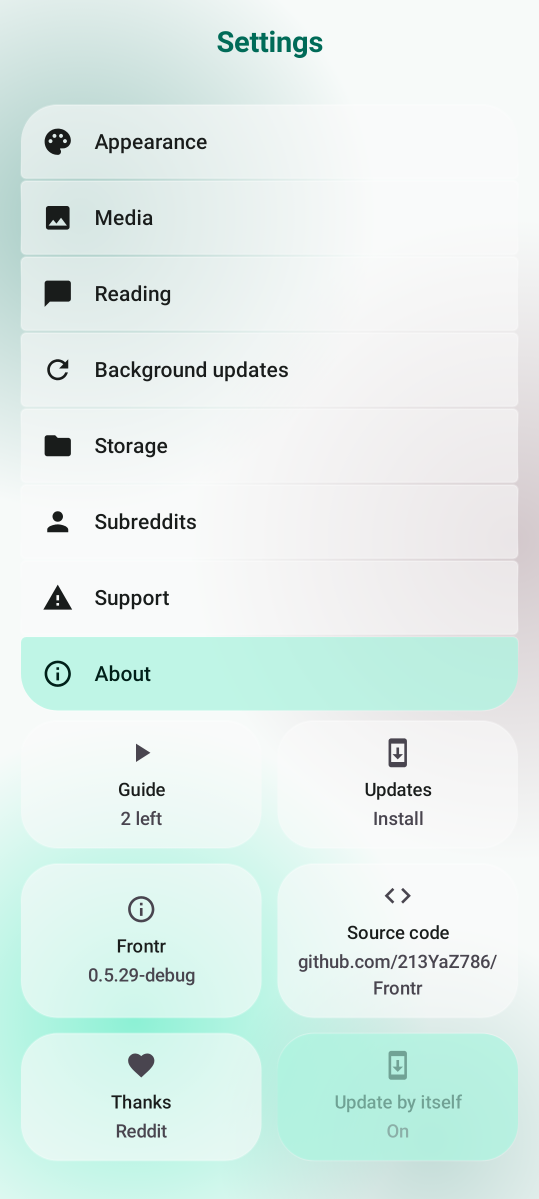 Settings
Appearance
Media
Reading
Background updates
Storage
Subreddits
Support
About
Guide
2 left
Updates
Install
Frontr
0.5.29-debug
Source code
github.com/213YaZ786/
Frontr
Thanks
Reddit
Update by itself
On